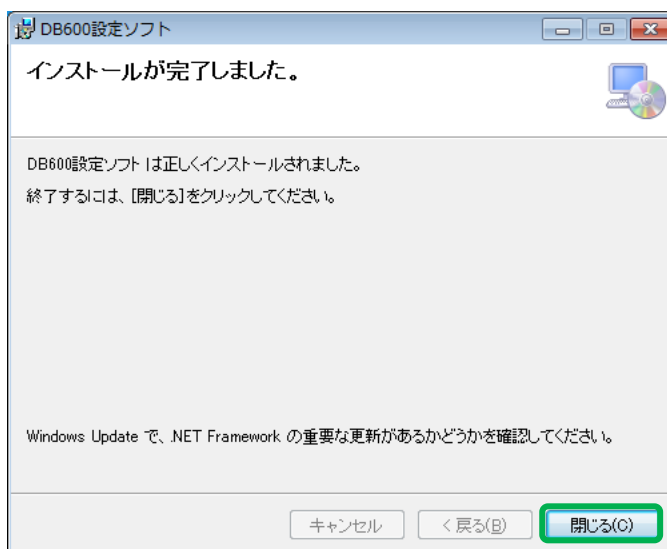 DB600設定ソフト
インストールが完了しました。
DB600設定ソフト は正しくインストールされました。
終了するには、[閉じる]をクリックしてください。
Windows Update で、.NET Framework の重要な更新があるかどうかを確認してください。
キャンセル
< 戻る(B)
閉じる(C)